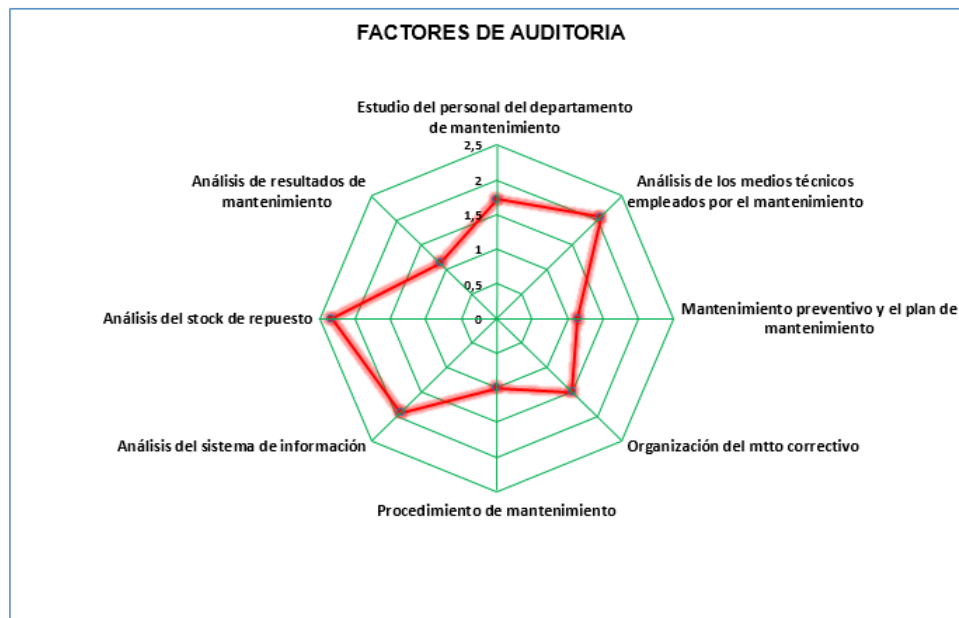 FACTORES DE AUDITORIA
Estudio del personal del departamento
de mantenimiento
2,5
2
1,5
1
0,5
0
Análisis de los medios técnicos
empleados por el mantenimiento
Mantenimiento preventivo y el plan de
mantenimiento
Organización del mtto correctivo
Procedimiento de mantenimiento
Análisis del sistema de información
Análisis del stock de repuesto
Análisis de resultados de
mantenimiento